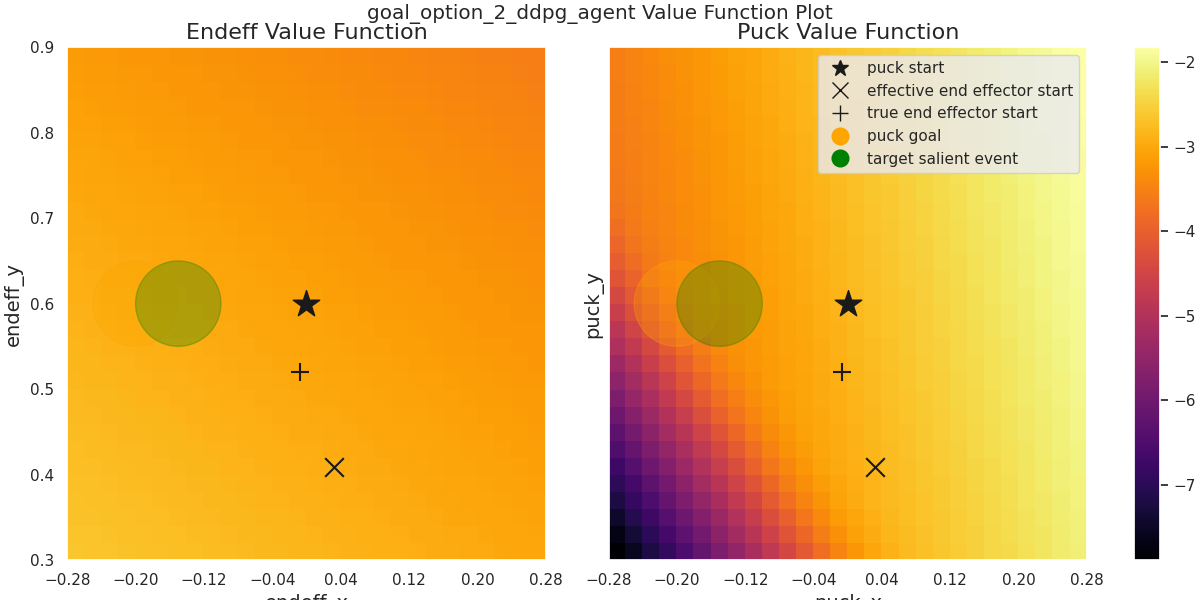 goal_option_2_ddpg_agent Value Function Plot
Endeff Value Function
Puck Value Function
puck start
effective end effector start
true end effector start
puck goal
target salient event
endeff_y
0.9
0.8
0.7
0.6
0.5
0.4
0.3
−0.28 −0.20 −0.12 −0.04 0.04 0.12 0.20 0.28
endeff_x
puck_y
−0.28 −0.20 −0.12 −0.04 0.04 0.12 0.20 0.28
puck_x
−2
−3
−4
−5
−6
−7